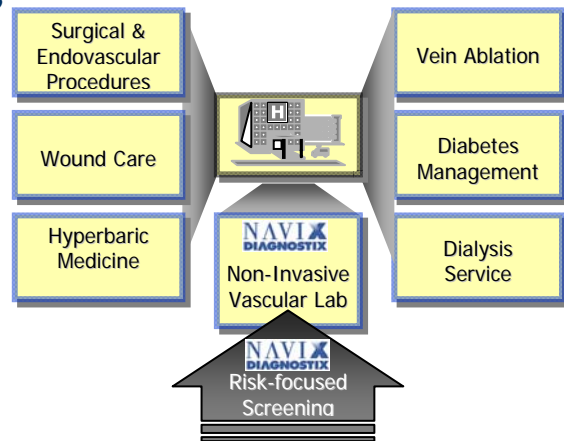 Surgical &
Endovascular
Procedures
Wound Care
Hyperbaric
Medicine
H
Vein Ablation
Diabetes
Management
Dialysis
Service
NAVIX
DIAGNOSTIX
Non-Invasive
Vascular Lab
NAVIX
DIAGNOSTIX
Risk-focused
Screening